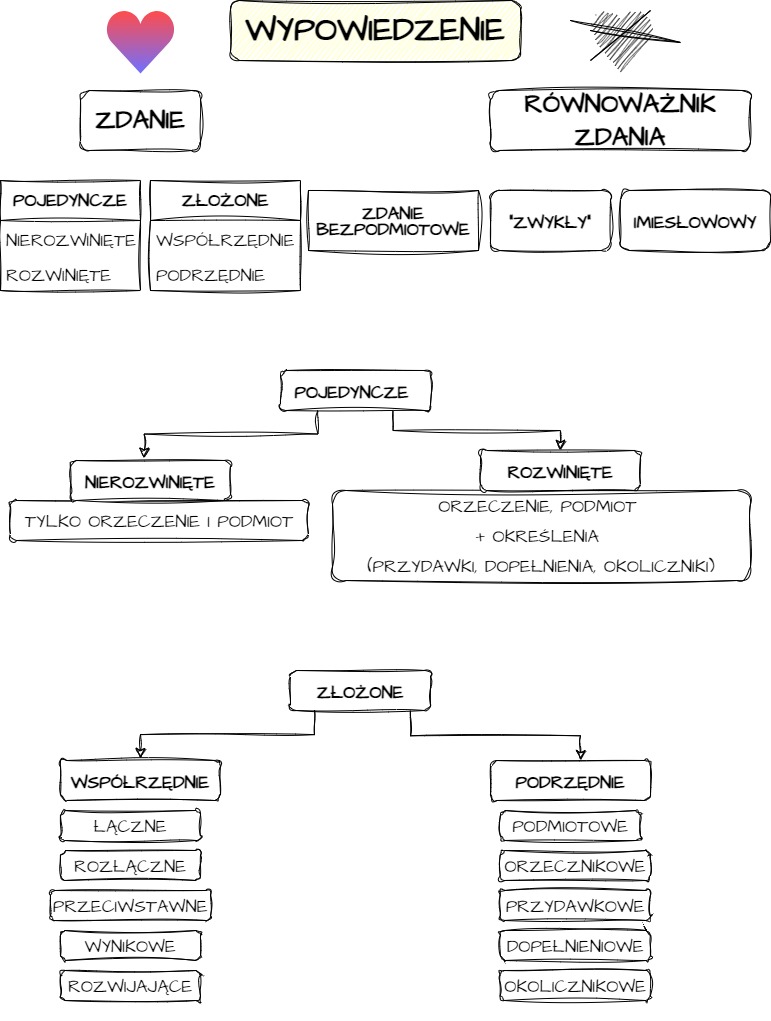 WYPOWIEDZENIE
ZDANIE
RÓWNOWAŻNIK
ZDANIA
POJEDYNCZE
NIEROZWINIĘTE
ROZWINIĘTE
ZŁOŻONE
WSPÓŁRZĘDNIE
PODRZĘDNIE
ZDANIE
BEZPODMIOTOWE
"ZWYKŁY"
IMIESŁOWOWY
POJEDYNCZE
NIEROZWINIĘTE
TYLKO ORZECZENIE I PODMIOT
ROZWINIĘTE
ORZECZENIE, PODMIOT
+ OKREŚLENIA
(PRZYDAWKI, DOPEŁNIENIA, OKOLICZNIKI)
ZŁOŻONE
WSPÓŁRZĘDNIE
ŁĄCZNE
ROZŁĄCZNE
PRZECIWSTAWNE
WYNIKOWE
ROZWIJAJĄCE
PODRZĘDNIE
PODMIOTOWE
ORZECZNIKOWE
PRZYDAWKOWE
DOPEŁNIENIOWE
OKOLICZNIKOWE